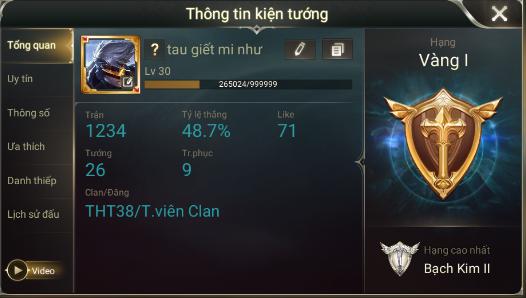 Thông tin kiện tướng
Tổng quan
Uy tín
Thông số
Ưa thích
Danh thiếp
Lịch sử đấu
Video
? tau giết mi như
Lv 30
265024/999999
Trận Tỷ lệ thắng Like
1234 48.7% 71
Tướng Tr.phục
26 9
Clan/Đảng
THT38/T.viên Clan
Hạng
Vàng I
Hạng cao nhất
Bạch Kim II